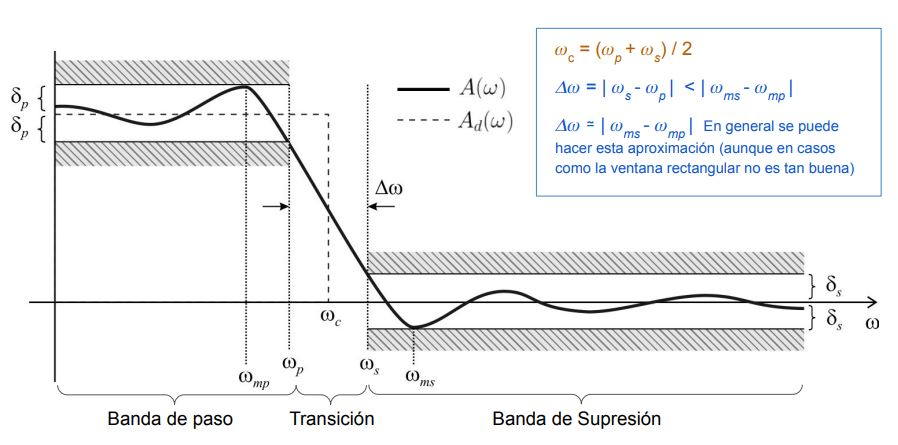 ω_c = (ω_p + ω_s) / 2
Δω = | ω_s - ω_p | < | ω_ms - ω_mp |
Δω ≃ | ω_ms - ω_mp | En general se puede
hacer esta aproximación (aunque en casos
como la ventana rectangular no es tan buena)
A(ω)
A_d(ω)
δ_p
δ_p
Δω
δ_s
δ_s
ω
ω_c
ω_mp
ω_p
ω_s
ω_ms
Banda de paso
Transición
Banda de Supresión